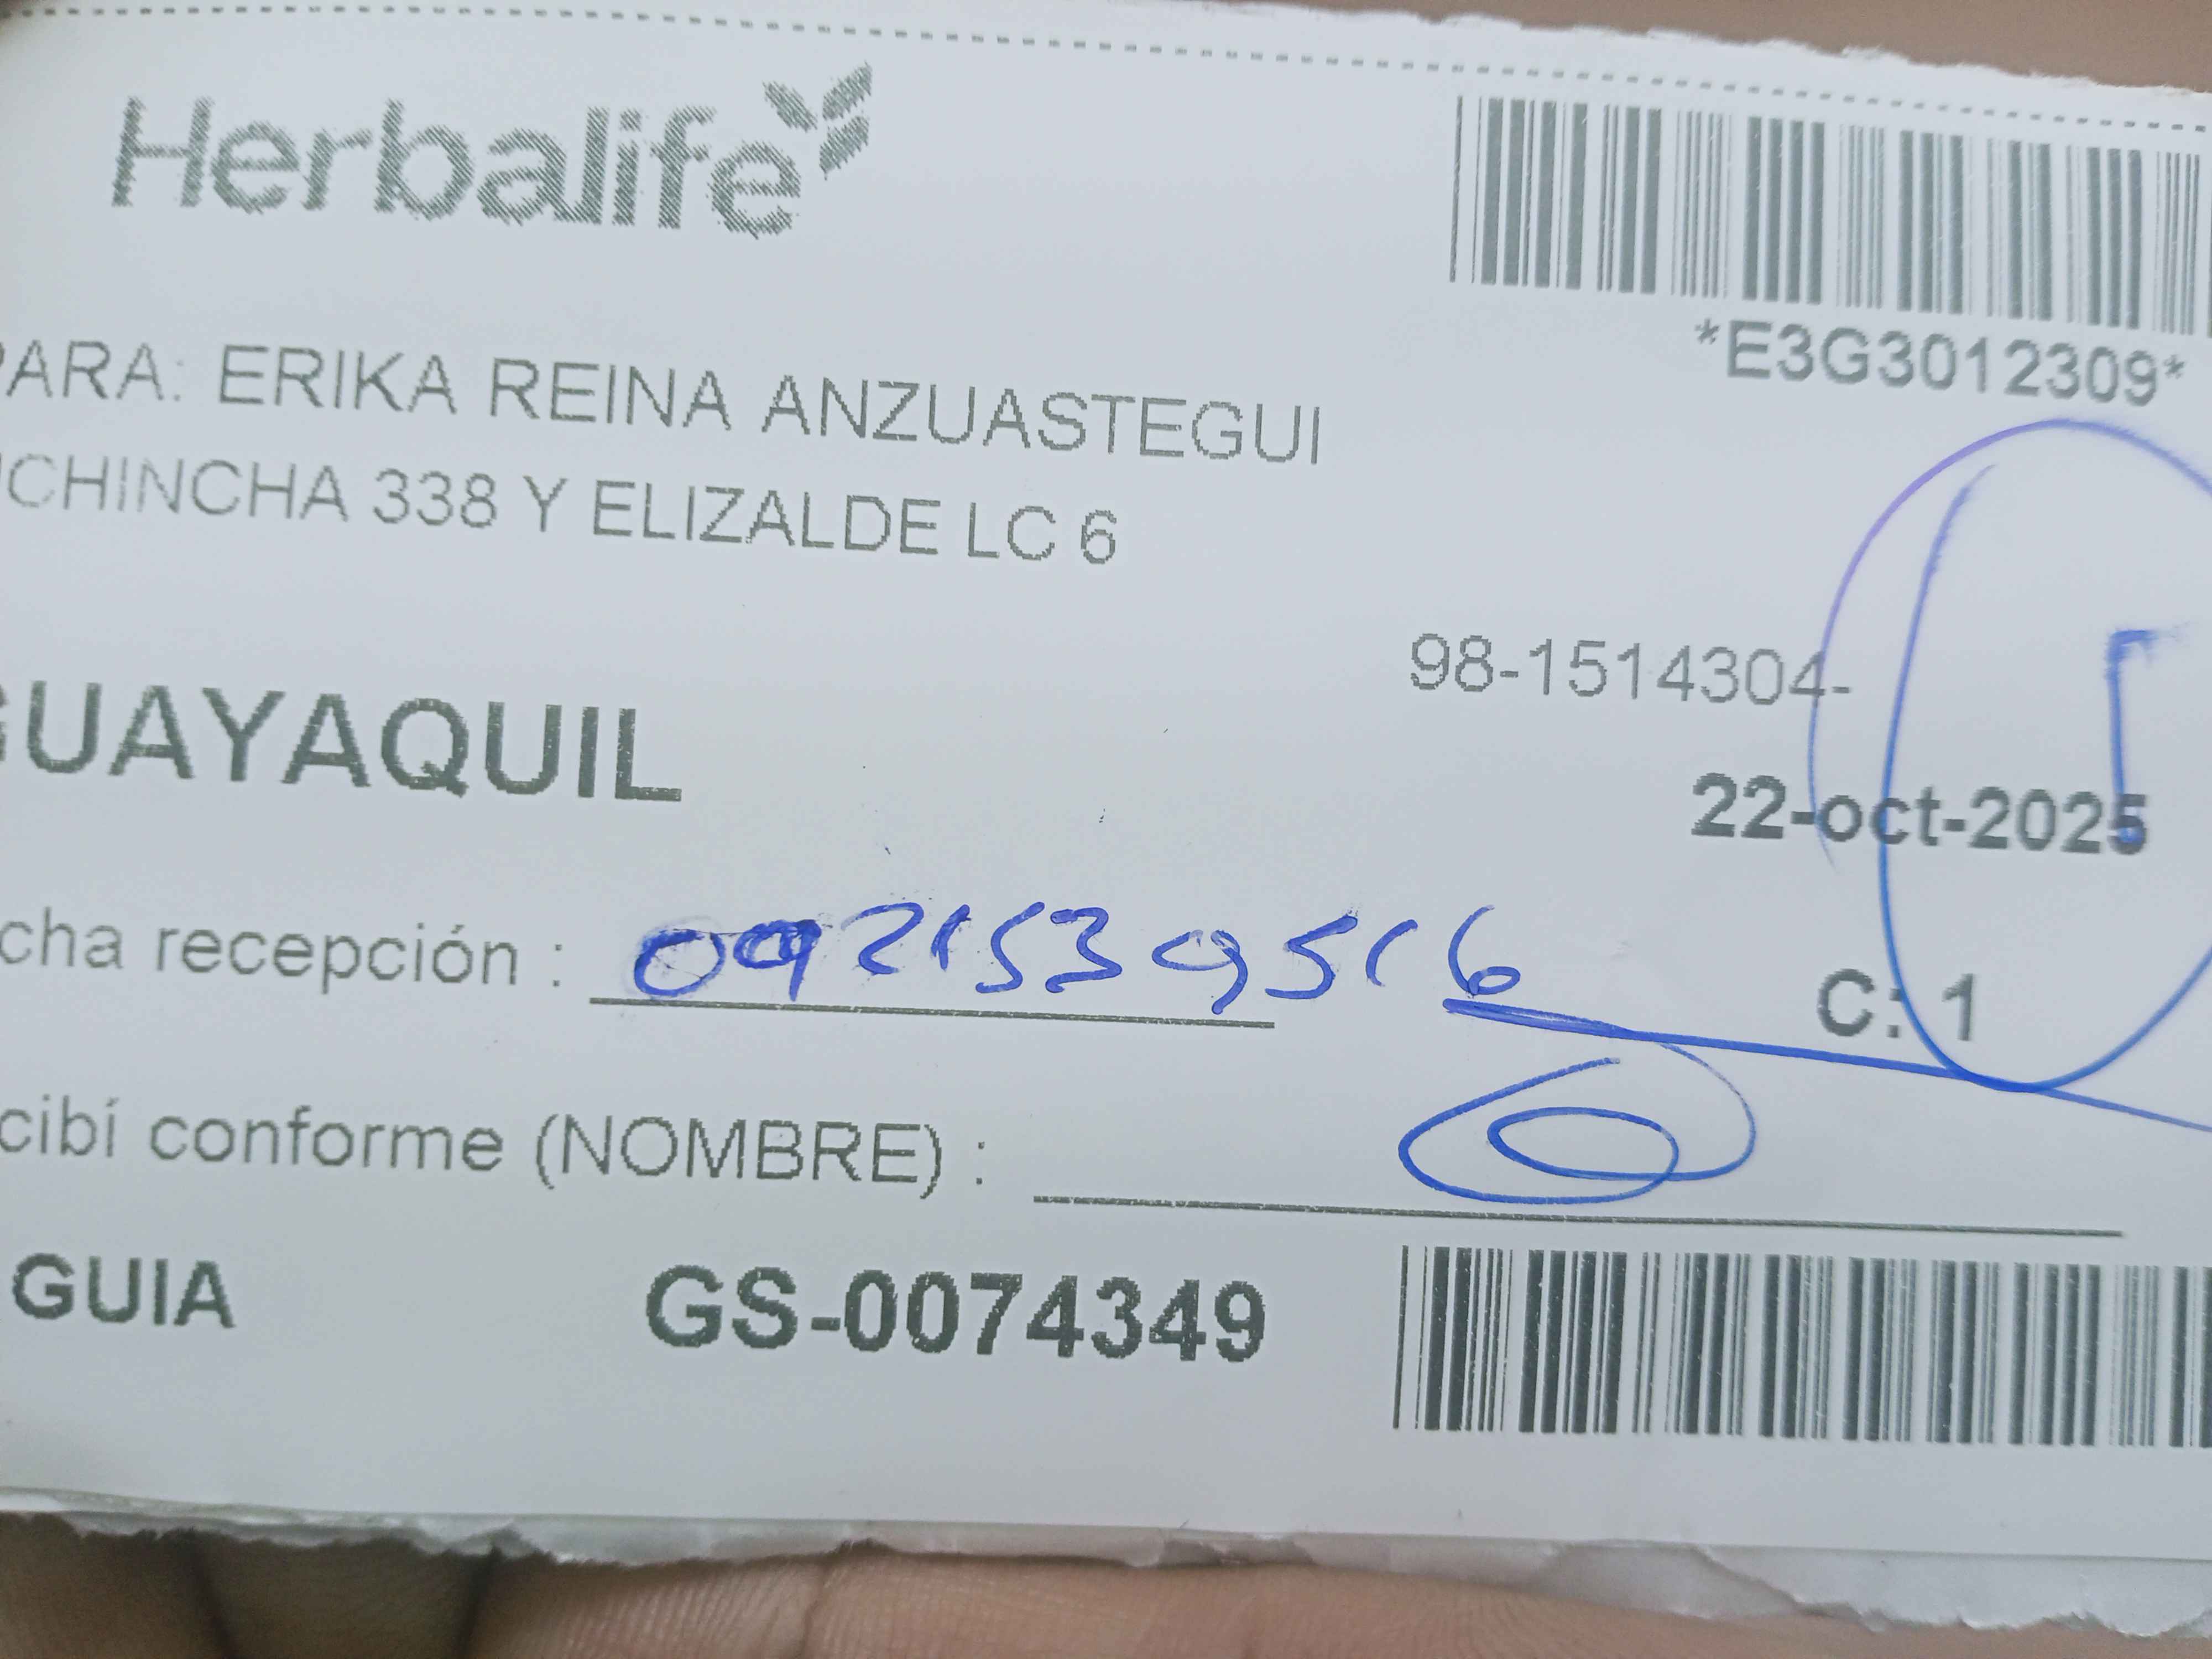 Herbalife
*E3G3012309*
PARA: ERIKA REINA ANZUASTEGUI
ICHINCHA 338 Y ELIZALDE LC 6
98-1514304-
GUAYAQUIL
22-oct-2025
cha recepción : 0921539516
C: 1
cibí conforme (NOMBRE) :
GUIA GS-0074349